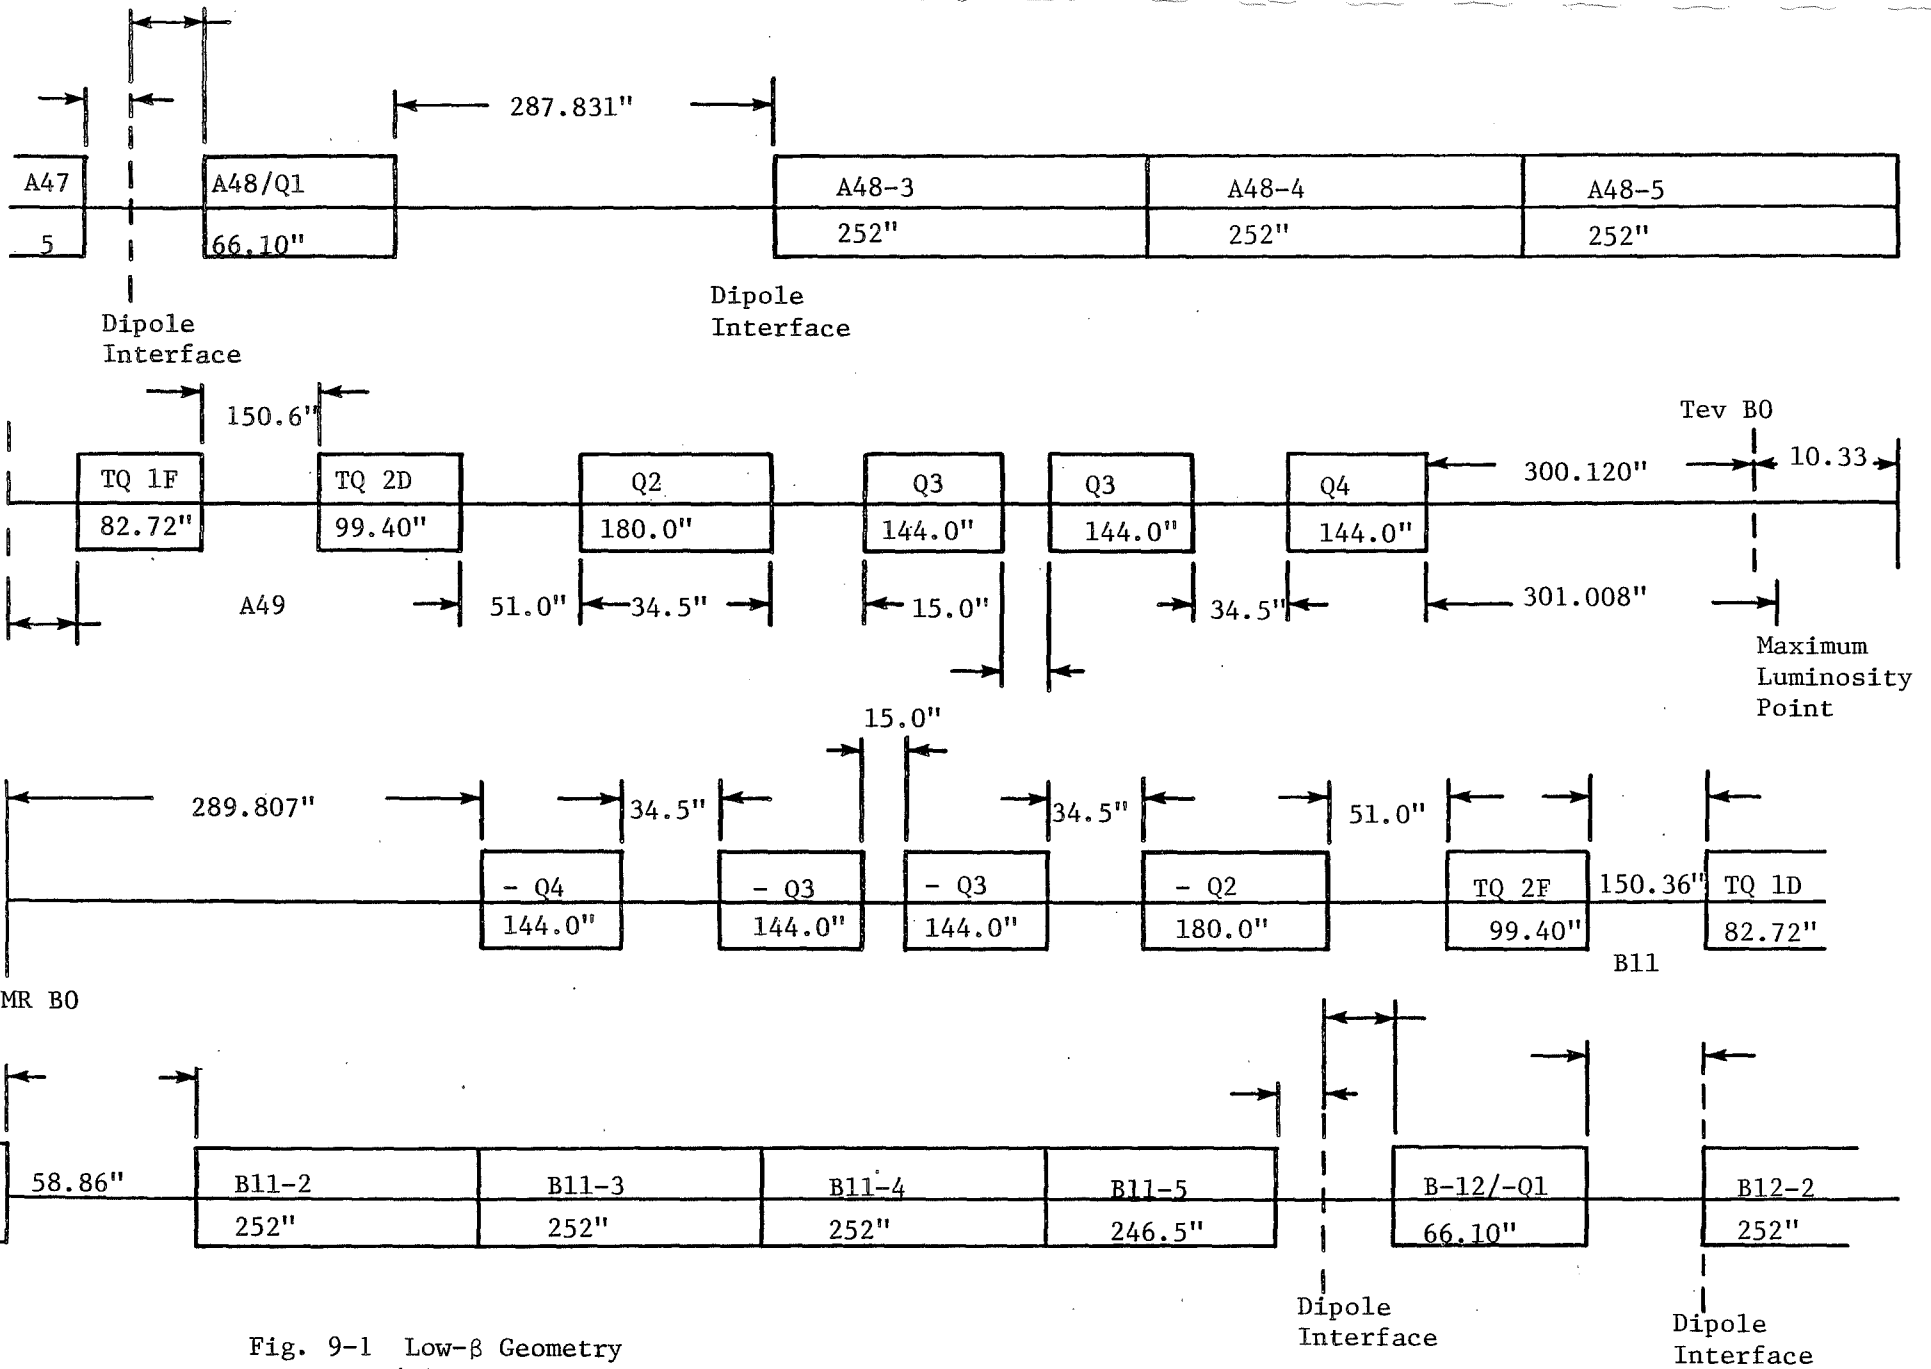 287.831"
A47 A48/Q1 A48-3 A48-4 A48-5
5 66.10" 252" 252" 252"
Dipole
Interface
Dipole
Interface
150.6"
Tev BO
TQ 1F TQ 2D Q2 Q3 Q3 Q4 300.120" 10.33
82.72" 99.40" 180.0" 144.0" 144.0" 144.0"
A49 51.0" 34.5" 15.0" 34.5" 301.008"
Maximum
Luminosity
Point
15.0"
289.807" 34.5" 34.5" 51.0"
- Q4 - Q3 - Q3 - Q2 TQ 2F 150.36" TQ 1D
144.0" 144.0" 144.0" 180.0" 99.40" 82.72"
B11
MR BO
58.86" B11-2 B11-3 B11-4 B11-5 B-12/-Q1 B12-2
252" 252" 252" 246.5" 66.10" 252"
Dipole
Interface
Dipole
Interface
Fig. 9-1 Low-β Geometry